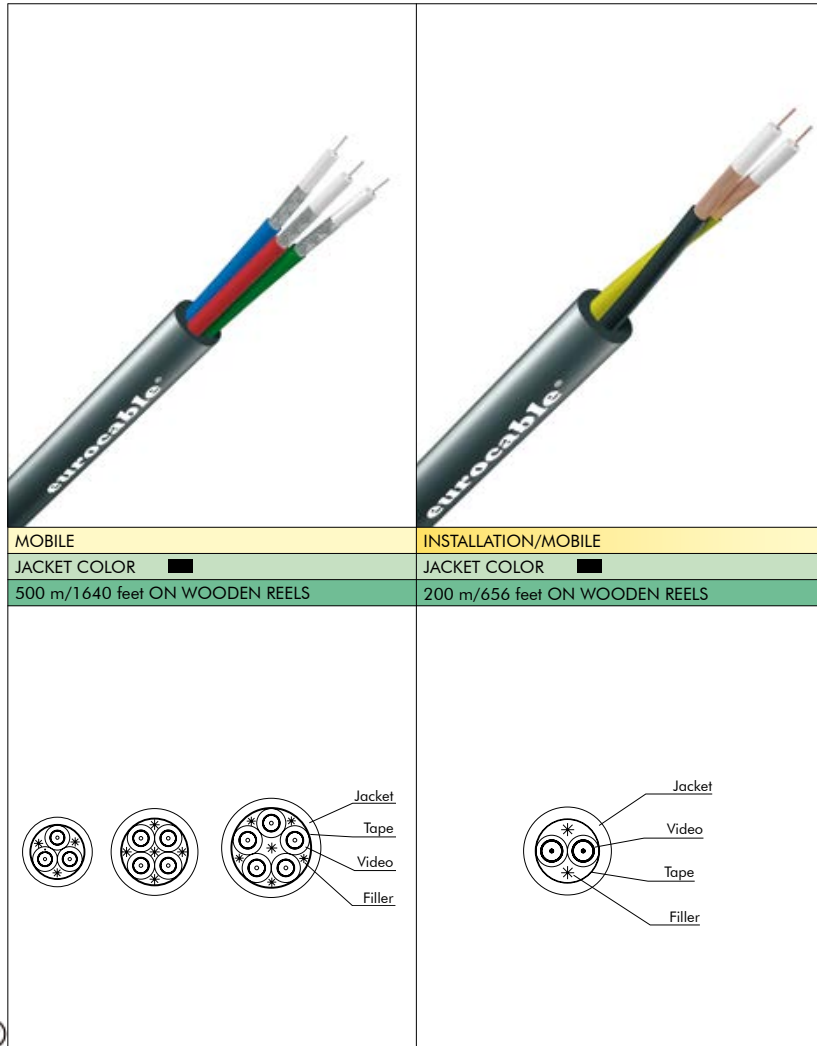 eurocable®
MOBILE
JACKET COLOR
500 m/1640 feet ON WOODEN REELS
Jacket
Tape
Video
Filler
eurocable®
INSTALLATION/MOBILE
JACKET COLOR
200 m/656 feet ON WOODEN REELS
Jacket
Video
Tape
Filler